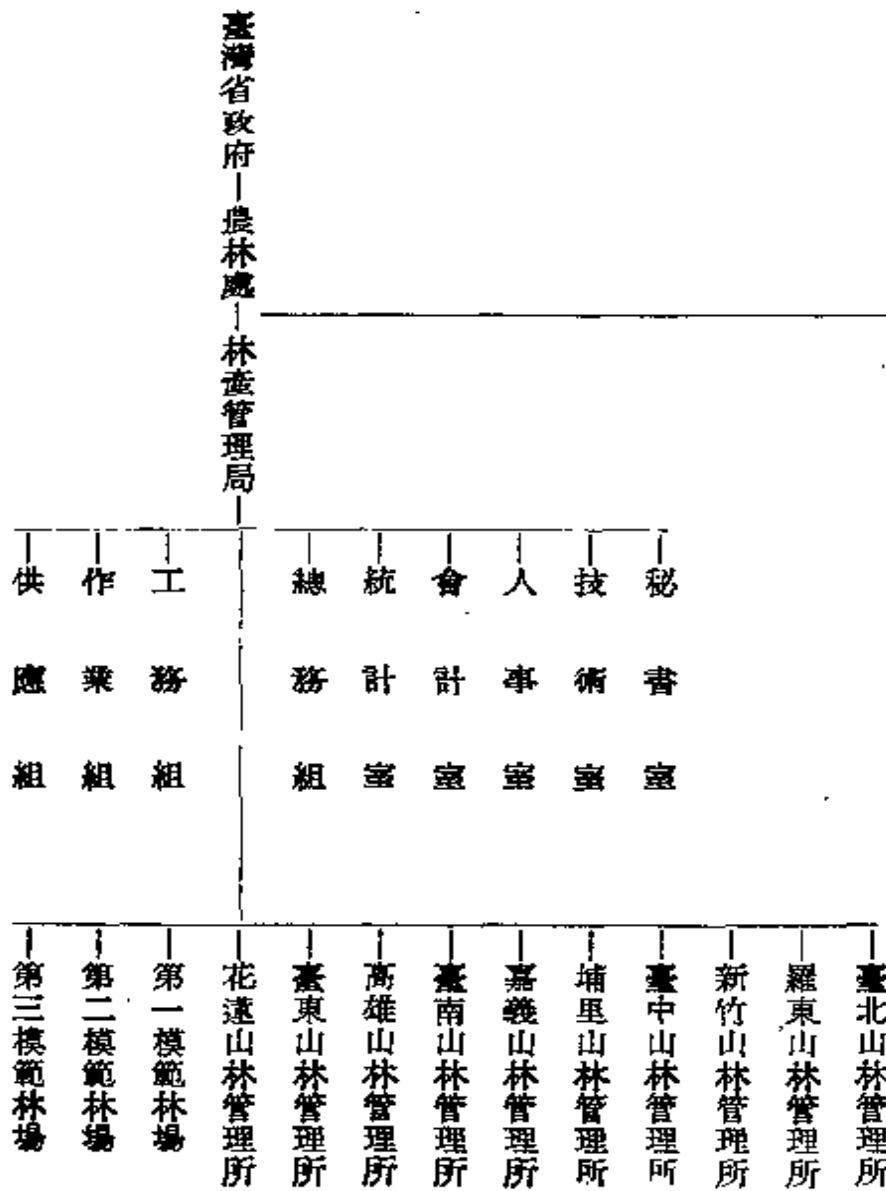 臺灣省政府
農林處
林產管理局
秘書室
技術室
人事室
會計室
統計室
總務組
工務組
作業組
供應組
臺北山林管理所
羅東山林管理所
新竹山林管理所
臺中山林管理所
埔里山林管理所
嘉義山林管理所
臺南山林管理所
高雄山林管理所
臺東山林管理所
花蓮山林管理所
第一模範林場
第二模範林場
第三模範林場